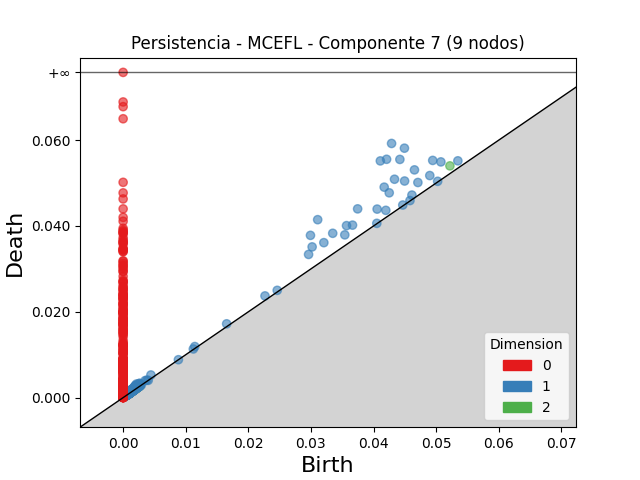 Persistencia - MCEFL - Componente 7 (9 nodos)
+∞
0.060
0.040
0.020
0.000
Death
0.00 0.01 0.02 0.03 0.04 0.05 0.06 0.07
Birth
Dimension
0
1
2